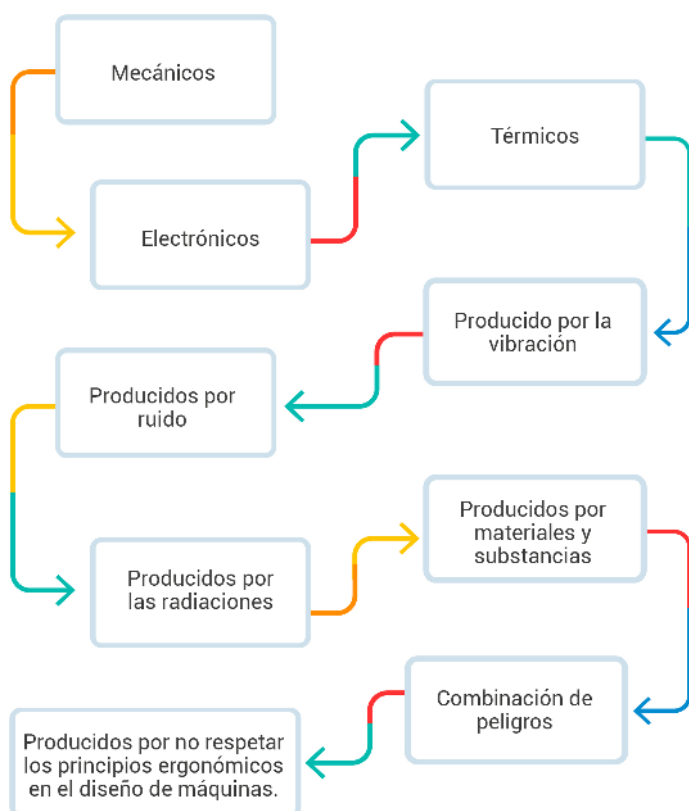 Mecánicos
Térmicos
Electrónicos
Producido por la
vibración
Producidos por
ruido
Producidos por
materiales y
substancias
Producidos por
las radiaciones
Combinación de
peligros
Producidos por no respetar
los principios ergonómicos
en el diseño de máquinas.